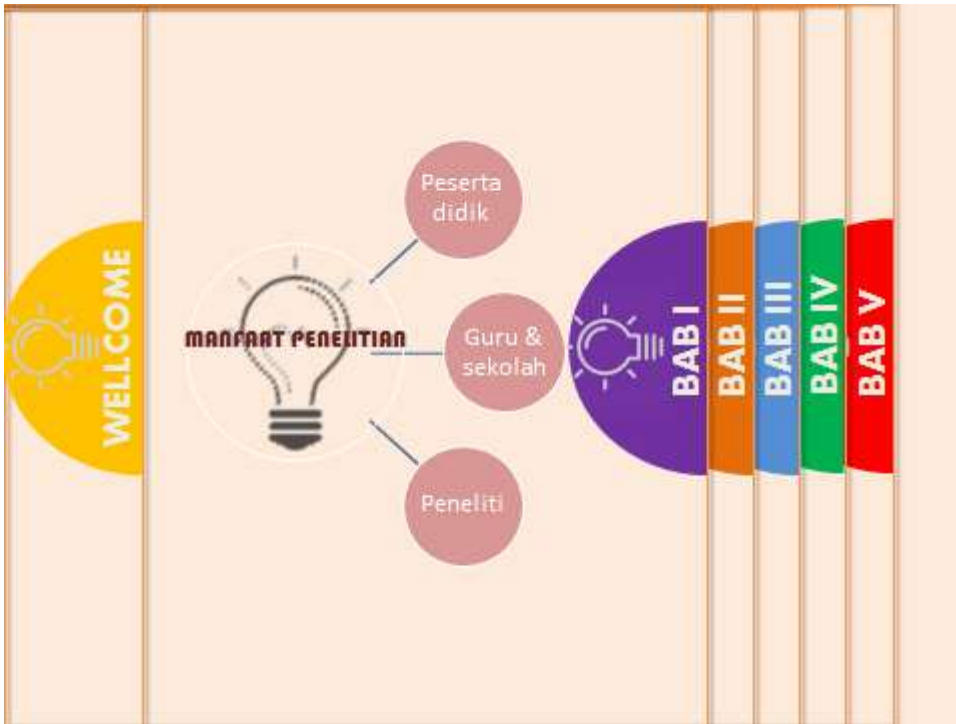 WELLCOME
MANFAAT PENELITIAN
Peserta
didik
Guru &
sekolah
Peneliti
BAB I
BAB II
BAB III
BAB IV
BAB V